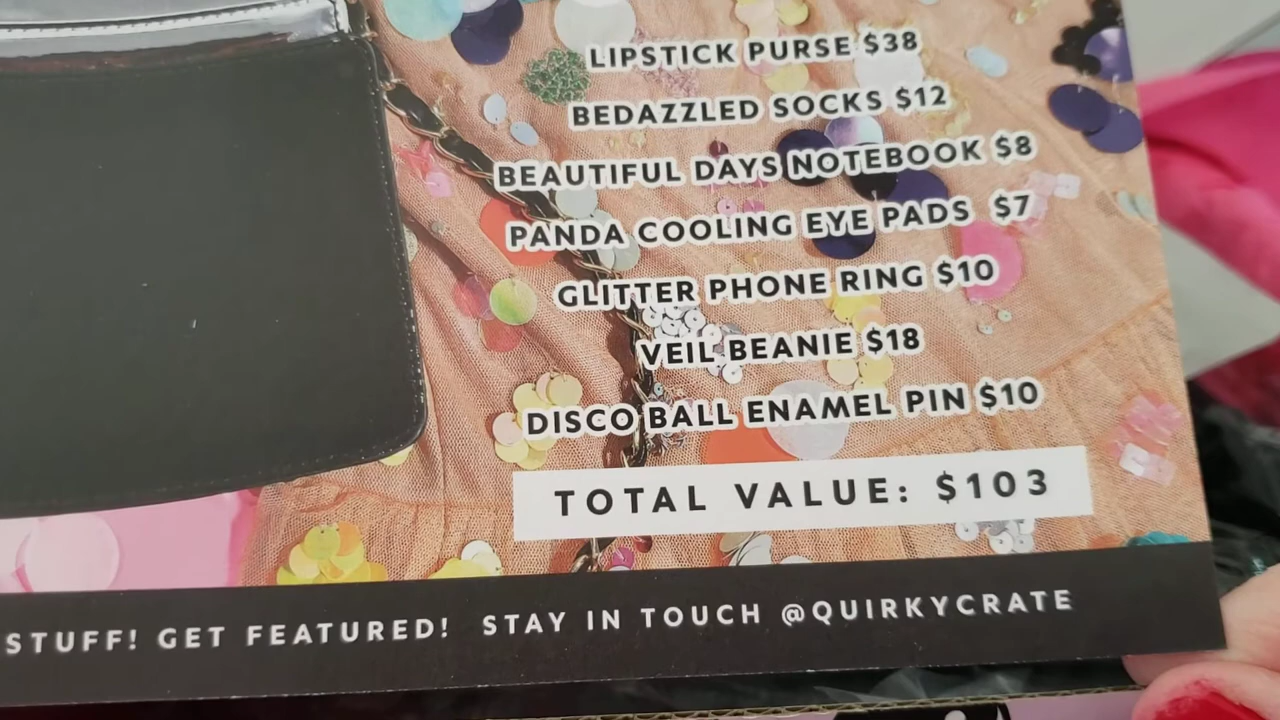 LIPSTICK PURSE $38
BEDAZZLED SOCKS $12
BEAUTIFUL DAYS NOTEBOOK $8
PANDA COOLING EYE PADS $7
GLITTER PHONE RING $10
VEIL BEANIE $18
DISCO BALL ENAMEL PIN $10
TOTAL VALUE: $103
STUFF! GET FEATURED! STAY IN TOUCH @QUIRKYCRATE